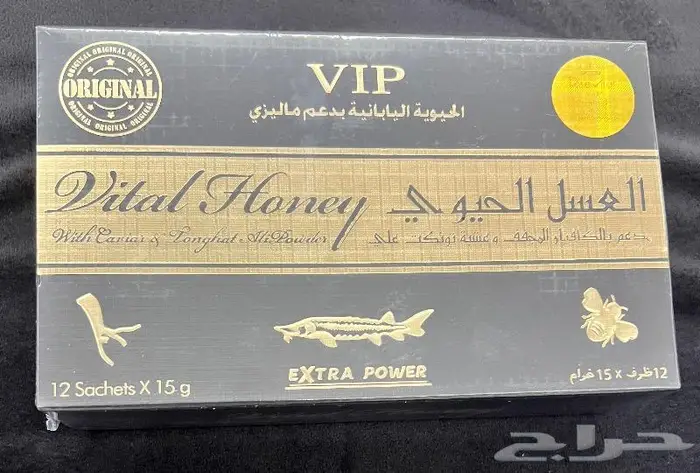 ORIGINAL
VIP
الحيوية اليابانية بدعم ماليزي
Vital Honey
العسل الحيوي
With Caviar & Tonghat Ali Powder
EXTRA POWER
12 Sachets X 15 g
12 ظرف x 15 غرام
حراج